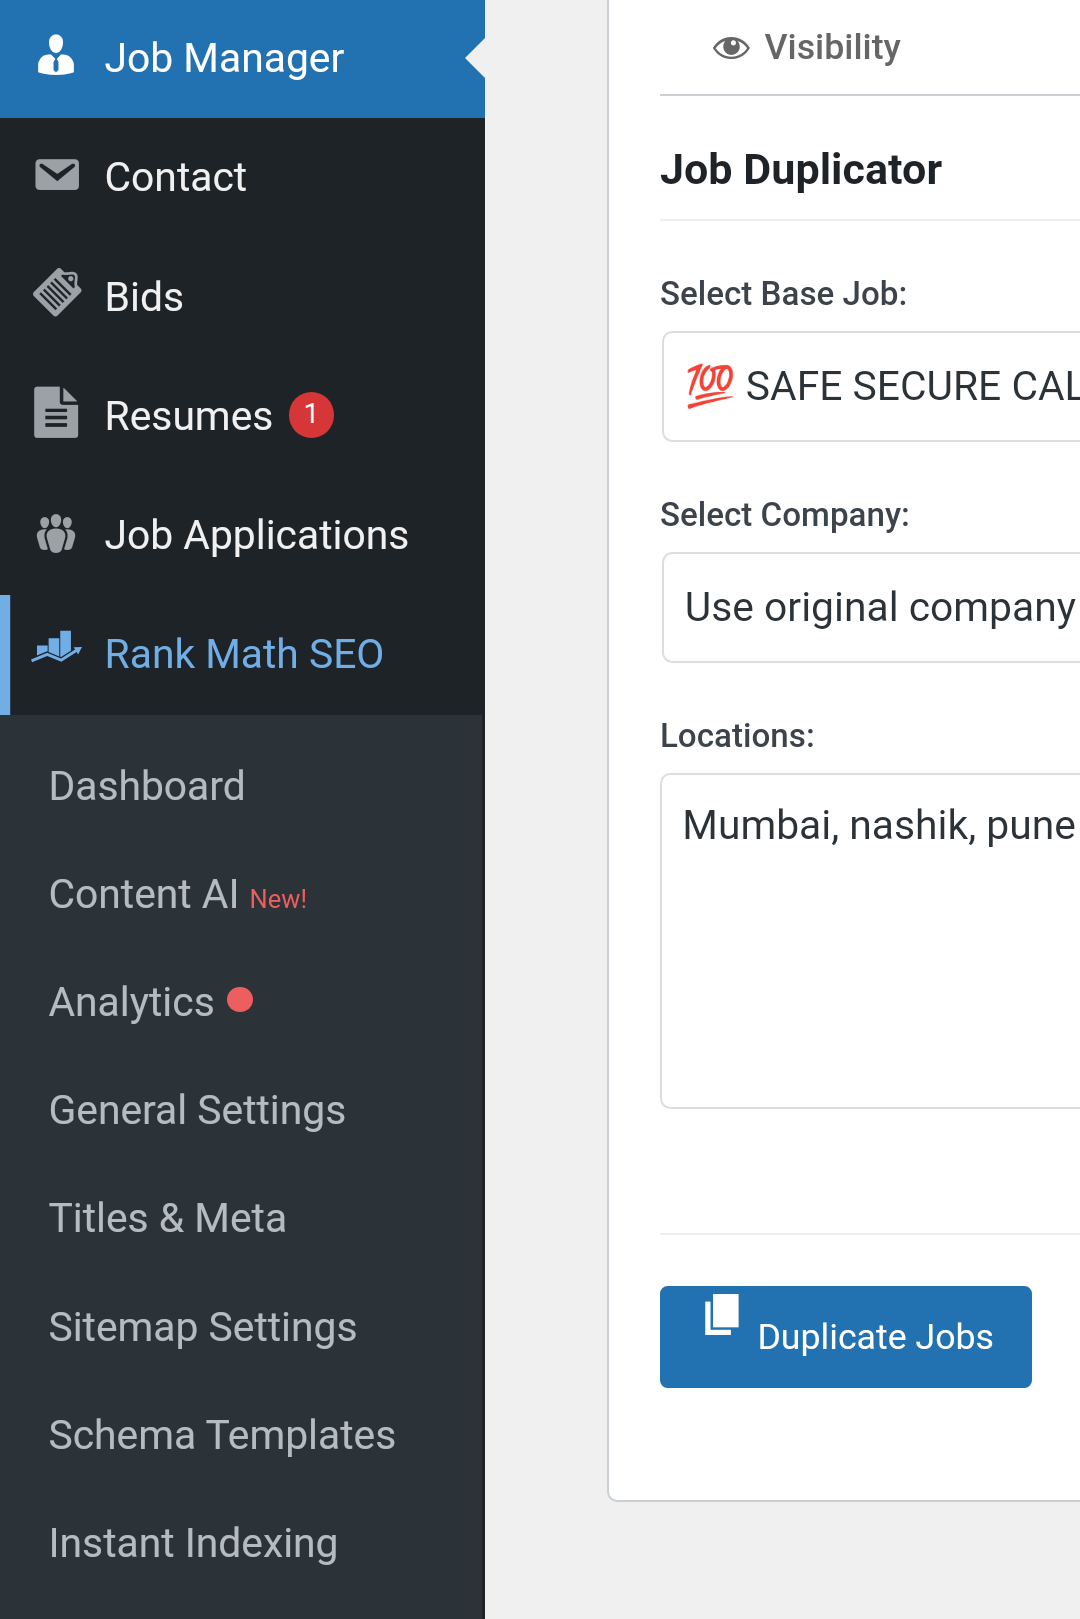 Job Manager
Contact
Bids
Resumes 1
Job Applications
Rank Math SEO
Dashboard
Content AI New!
Analytics
General Settings
Titles & Meta
Sitemap Settings
Schema Templates
Instant Indexing
Visibility
Job Duplicator
Select Base Job:
💯 SAFE SECURE CAL
Select Company:
Use original company
Locations:
Mumbai, nashik, pune
Duplicate Jobs